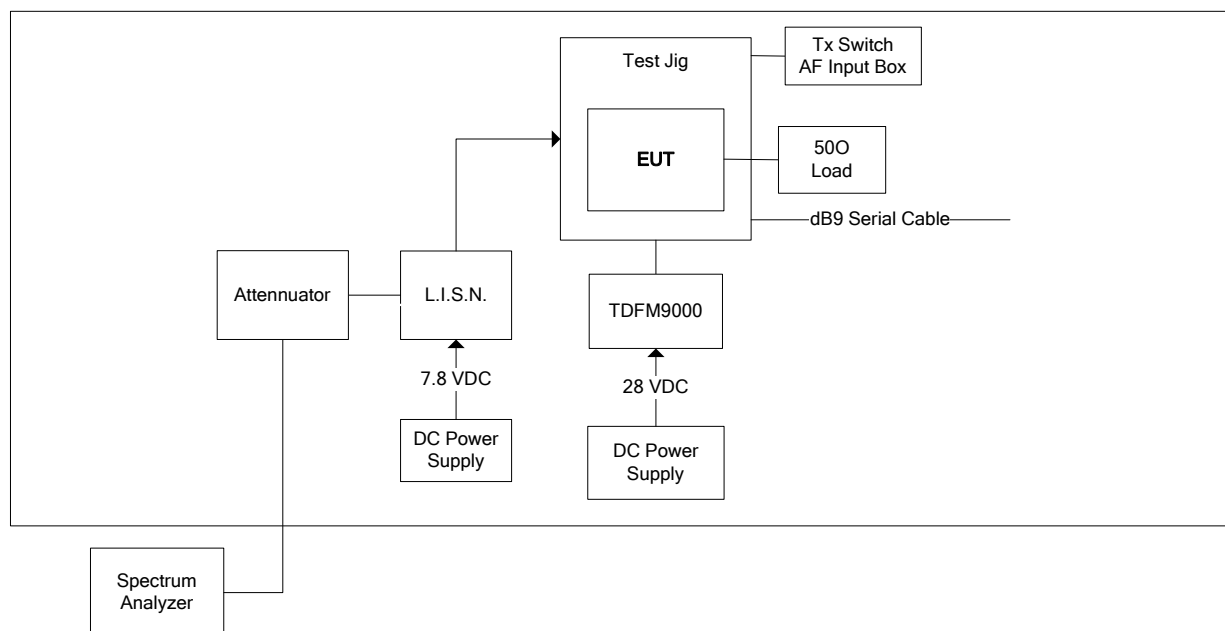 Test Jig
Tx Switch
AF Input Box
EUT
50O
Load
dB9 Serial Cable
Attennuator
L.I.S.N.
TDFM9000
7.8 VDC
28 VDC
DC Power
Supply
DC Power
Supply
Spectrum
Analyzer